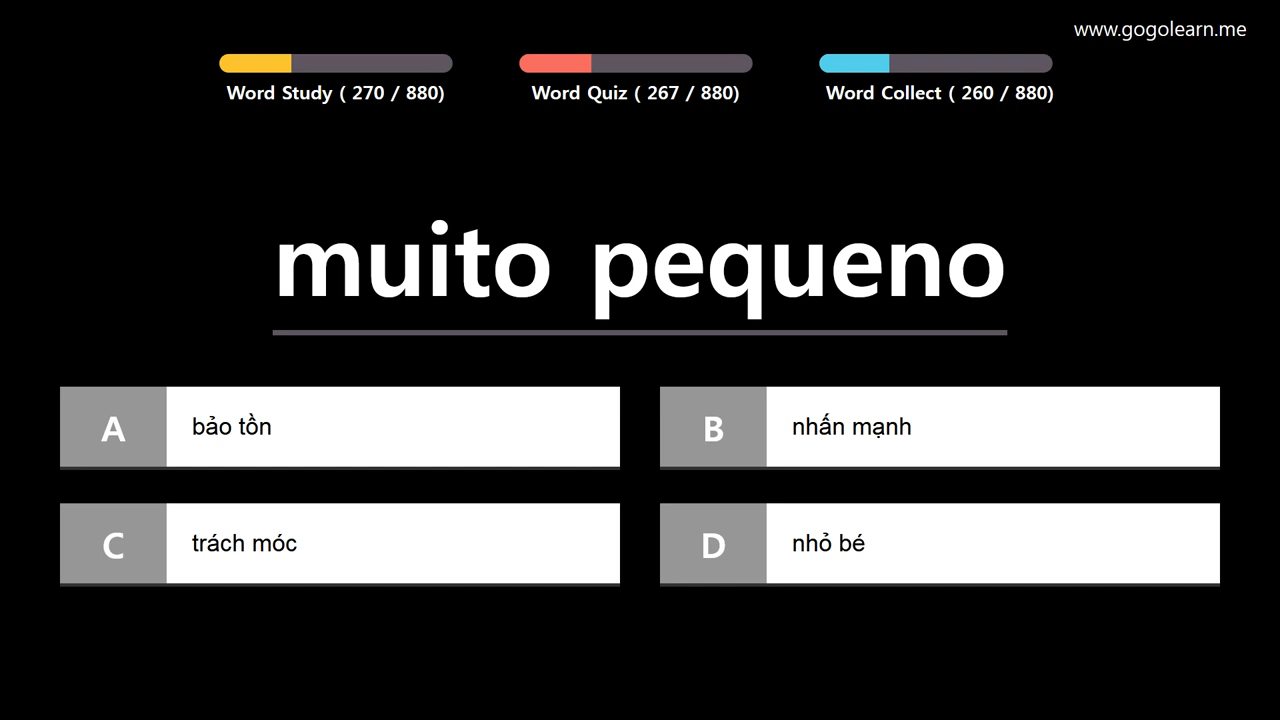 www.gogolearn.me
Word Study ( 270 / 880)
Word Quiz ( 267 / 880)
Word Collect ( 260 / 880)
muito pequeno
A bảo tồn
B nhấn mạnh
C trách móc
D nhỏ bé